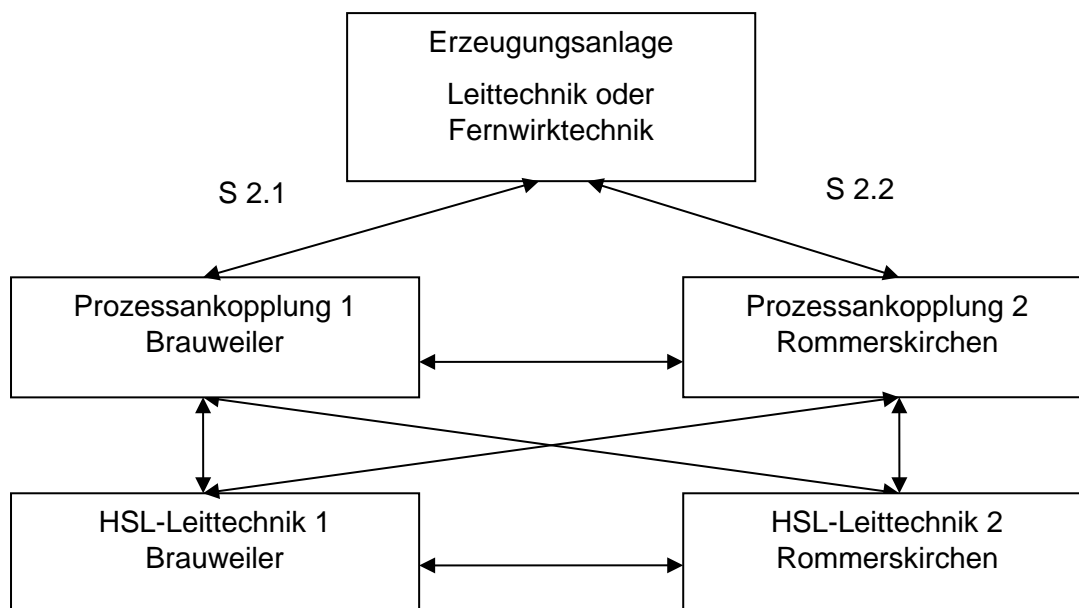 Erzeugungsanlage
Leittechnik oder
Fernwirktechnik
S 2.1
S 2.2
Prozessankopplung 1
Brauweiler
Prozessankopplung 2
Rommerskirchen
HSL-Leittechnik 1
Brauweiler
HSL-Leittechnik 2
Rommerskirchen